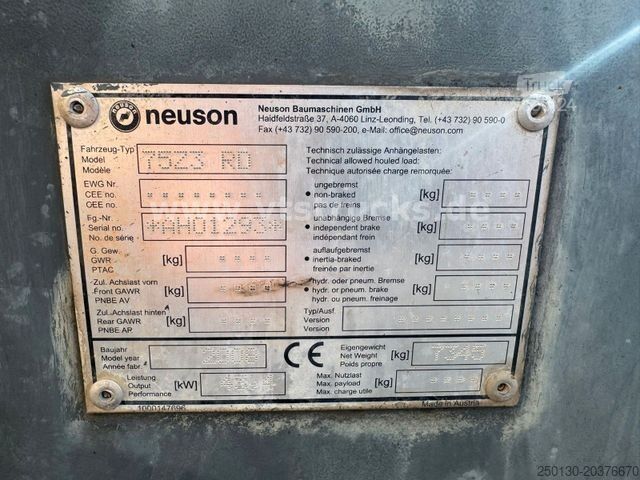 neuson
Neuson Baumaschinen GmbH
Haidfeldstraße 37, A-4060 Linz-Leonding, Tel. (+43 732) 90 590-0
Fax (+43 732) 90 590-200, e-Mail: office@neuson.com
Fahrzeug-Typ
Model
Modèle
75Z3 RD
Technisch zulässige Anhängelasten:
Technical allowed houled load:
Technique autorisée charge remorquée:
EWG Nr.
CEE no.
OEE no.
ungebremst
• non-braked
pas de freins
[kg]
Fg.-Nr.
Serial no.
No. de série
*AH01293*
unabhängige Bremse
• independent brake
indépendant frein
[kg]
G. Gew.
GWR
PTAC
[kg]
auflaufgebremst
• inertia-braked
freinée par inertie
[kg]
Zul. Achslast vorn
Front GAWR
PNBE AV
[kg]
hydr. oder pneum. Bremse
• hydr. or pneum. brake
hydr. ou pneum. freinage
[kg]
Zul. Achslast hinten
Rear GAWR
PNBE AR
[kg]
Typ/Ausf.
Version
Version
Baujahr
Model year
Année fabr.
CE
Eigengewicht
Net Weight
Poids propre
[kg]
7340
Leistung
Output
Performance
[kW]
Max. Nutzlast
Max. payload
Max. charge utile
[kg]
1000147696
Made in Austria
250130-20376670